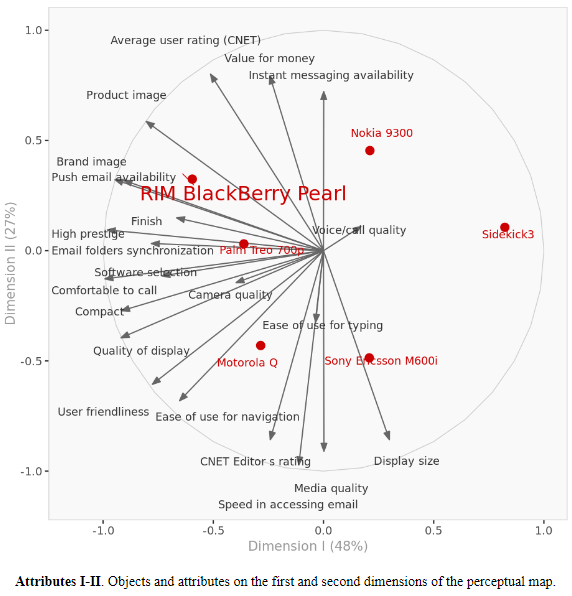 1.0
Average user rating (CNET)
Value for money
Instant messaging availability
Product image
0.5
Nokia 9300
Brand image
Push email availability
RIM BlackBerry Pearl
Finish
Voice/call quality
Sidekick3
High prestige
0.0
Email folders synchronization
Palm Treo 700p
Software selection
Comfortable to call
Camera quality
Compact
Ease of use for typing
Quality of display
Motorola Q
Sony Ericsson M600i
-0.5
User friendliness
Ease of use for navigation
CNET Editor s rating
Display size
-1.0
Media quality
Speed in accessing email
-1.0 -0.5 0.0 0.5 1.0
Dimension I (48%)
Dimension II (27%)
Attributes I-II. Objects and attributes on the first and second dimensions of the perceptual map.